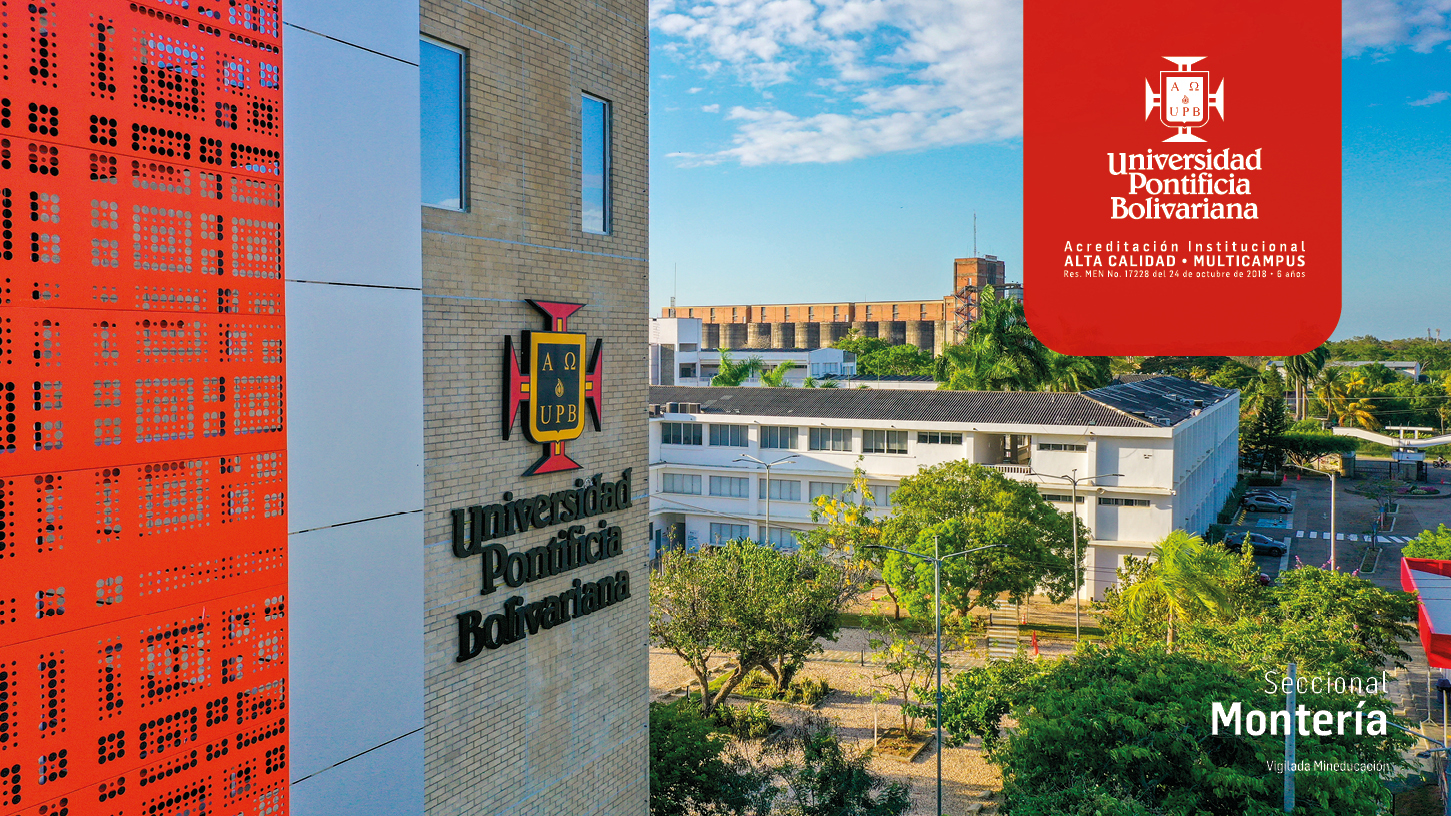 Α Ω
UPB
Universidad
Pontificia
Bolivariana
Α Ω
UPB
Universidad
Pontificia
Bolivariana
Acreditación Institucional
ALTA CALIDAD • MULTICAMPUS
Res. MEN No. 17228 del 24 de octubre de 2018 • 6 años
Seccional
Montería
Vigilada Mineducación